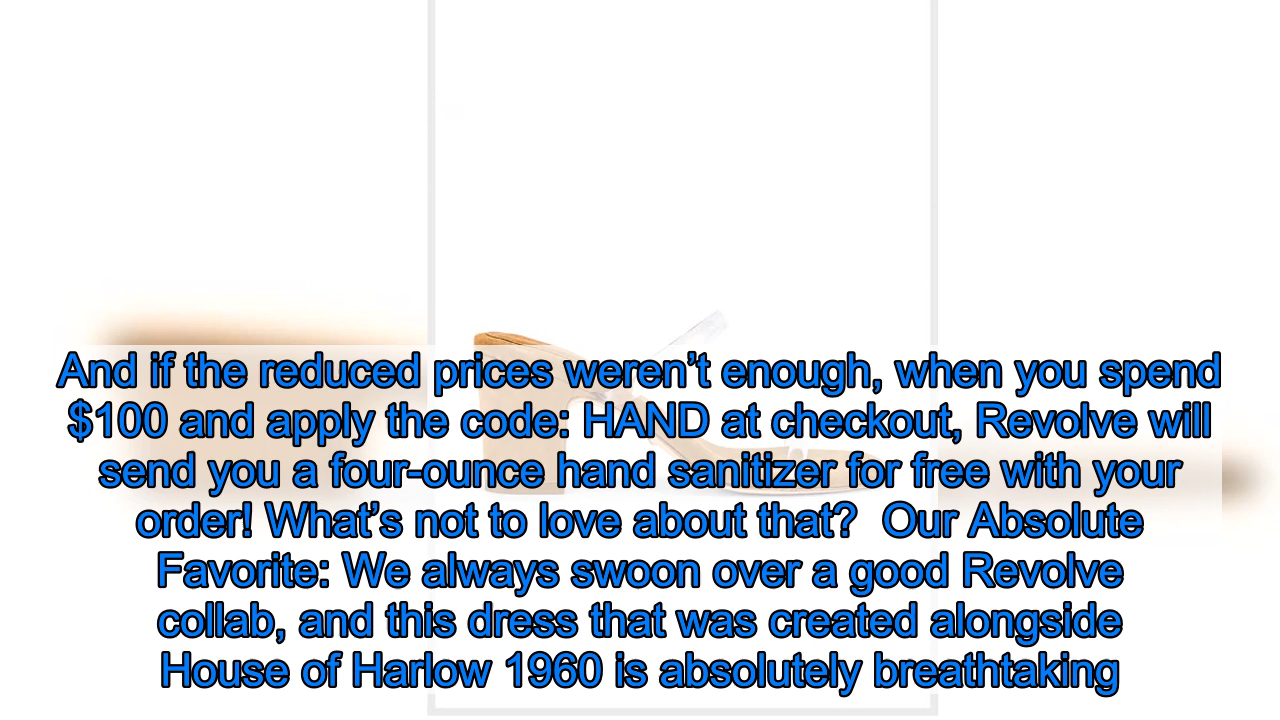 And if the reduced prices weren’t enough, when you spend
$100 and apply the code: HAND at checkout, Revolve will
send you a four-ounce hand sanitizer for free with your
order! What’s not to love about that?  Our Absolute
Favorite: We always swoon over a good Revolve
collab, and this dress that was created alongside
House of Harlow 1960 is absolutely breathtaking